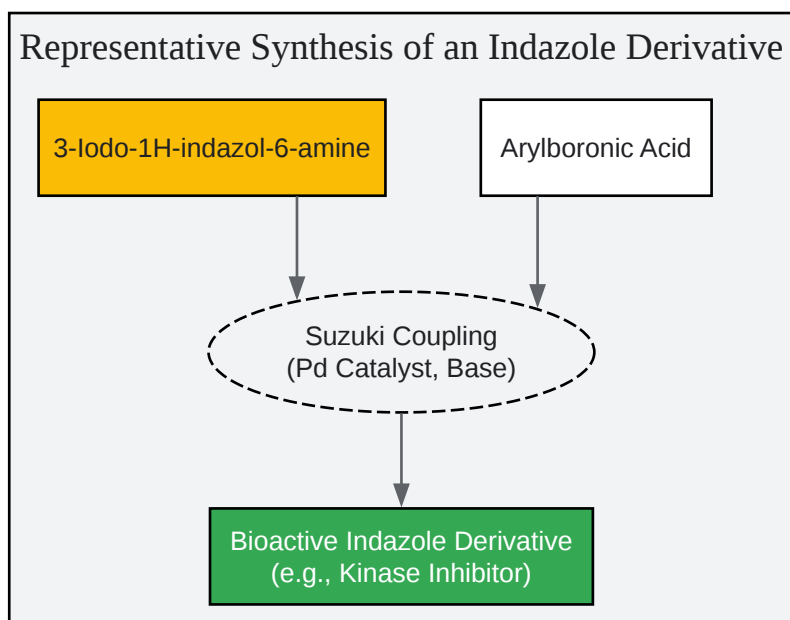 Representative Synthesis of an Indazole Derivative
3-Iodo-1H-indazol-6-amine
Arylboronic Acid
Suzuki Coupling
(Pd Catalyst, Base)
Bioactive Indazole Derivative
(e.g., Kinase Inhibitor)